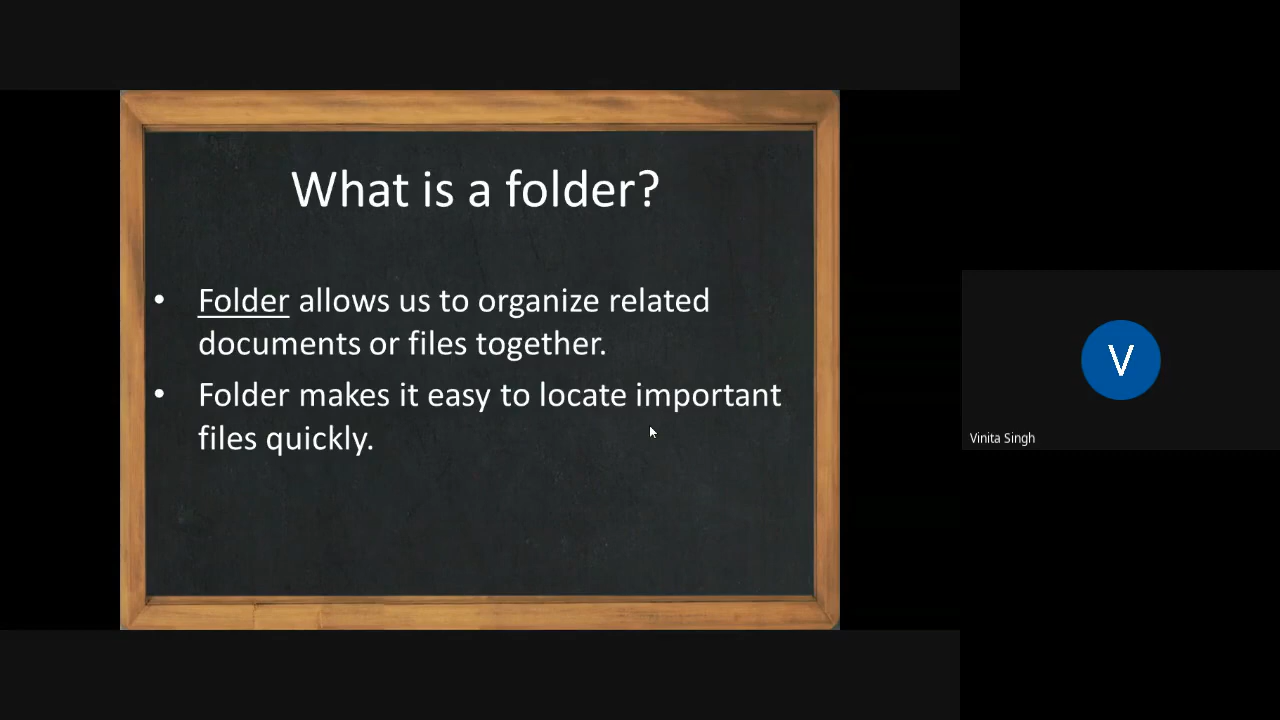 What is a folder?
• Folder allows us to organize related
documents or files together.
• Folder makes it easy to locate important
files quickly.
V
Vinita Singh